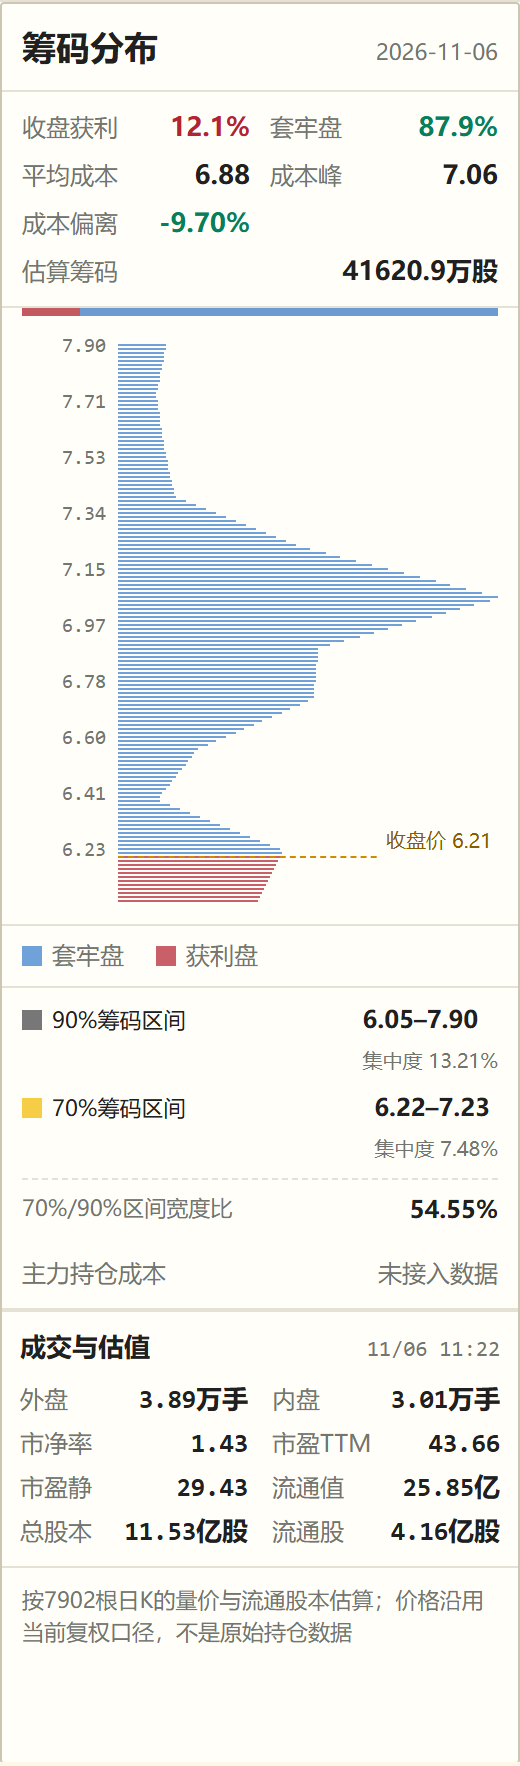 筹码分布 2026-11-06
收盘获利 12.1% 套牢盘 87.9%
平均成本 6.88 成本峰 7.06
成本偏离 -9.70%
估算筹码 41620.9万股
7.90
7.71
7.53
7.34
7.15
6.97
6.78
6.60
6.41
收盘价 6.21
6.23
套牢盘 获利盘
90%筹码区间 6.05–7.90
集中度 13.21%
70%筹码区间 6.22–7.23
集中度 7.48%
70%/90%区间宽度比 54.55%
主力持仓成本 未接入数据
成交与估值 11/06 11:22
外盘 3.89万手 内盘 3.01万手
市净率 1.43 市盈TTM 43.66
市盈静 29.43 流通值 25.85亿
总股本 11.53亿股 流通股 4.16亿股
按7902根日K的量价与流通股本估算；价格沿用
当前复权口径，不是原始持仓数据